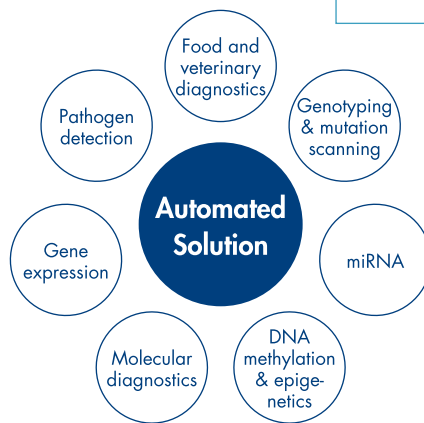 Food and
veterinary
diagnostics
Genotyping
& mutation
scanning
miRNA
DNA
methylation
& epige-
netics
Molecular
diagnostics
Gene
expression
Pathogen
detection
Automated
Solution